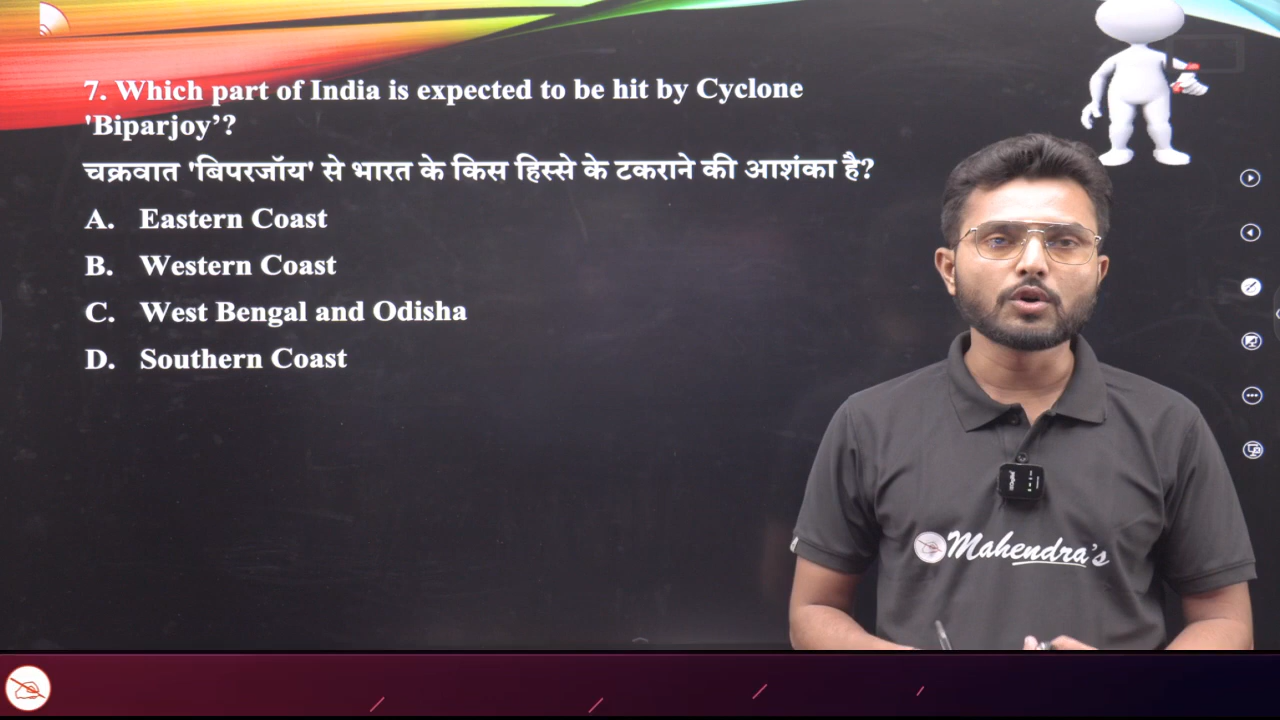 7. Which part of India is expected to be hit by Cyclone
'Biparjoy’?
चक्रवात 'बिपरजॉय' से भारत के किस हिस्से के टकराने की आशंका है?
A. Eastern Coast
B. Western Coast
C. West Bengal and Odisha
D. Southern Coast
Mahendra's